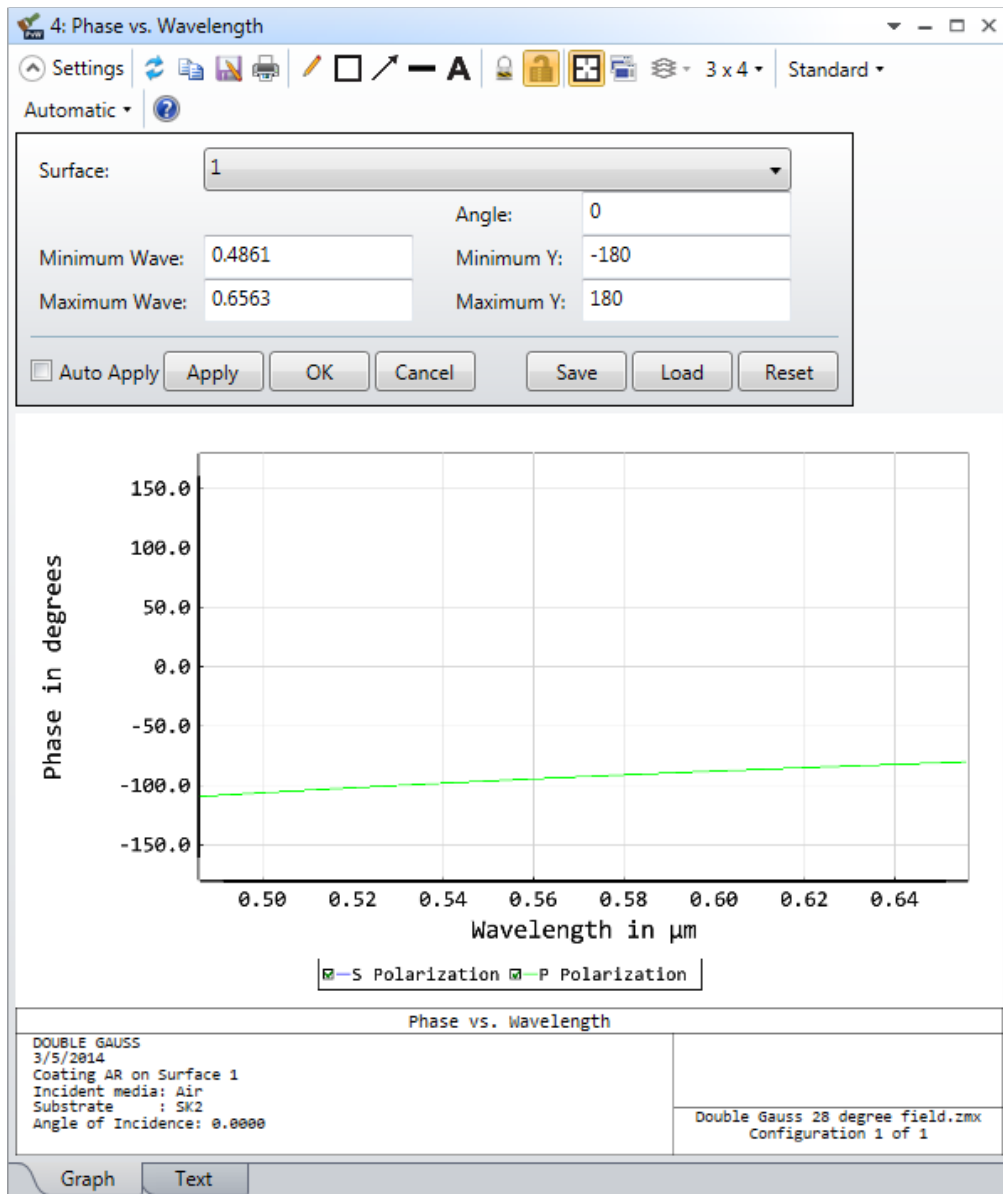 4: Phase vs. Wavelength
Settings A 3 x 4 Standard
Automatic ?
Surface: 1
Angle: 0
Minimum Wave: 0.4861 Minimum Y: -180
Maximum Wave: 0.6563 Maximum Y: 180
Auto Apply Apply OK Cancel Save Load Reset
150.0
100.0
50.0
0.0
-50.0
-100.0
-150.0
Phase in degrees
0.50 0.52 0.54 0.56 0.58 0.60 0.62 0.64
Wavelength in µm
S Polarization P Polarization
Phase vs. Wavelength
DOUBLE GAUSS
3/5/2014
Coating AR on Surface 1
Incident media: Air
Substrate : SK2
Angle of Incidence: 0.0000
Double Gauss 28 degree field.zmx
Configuration 1 of 1
Graph Text